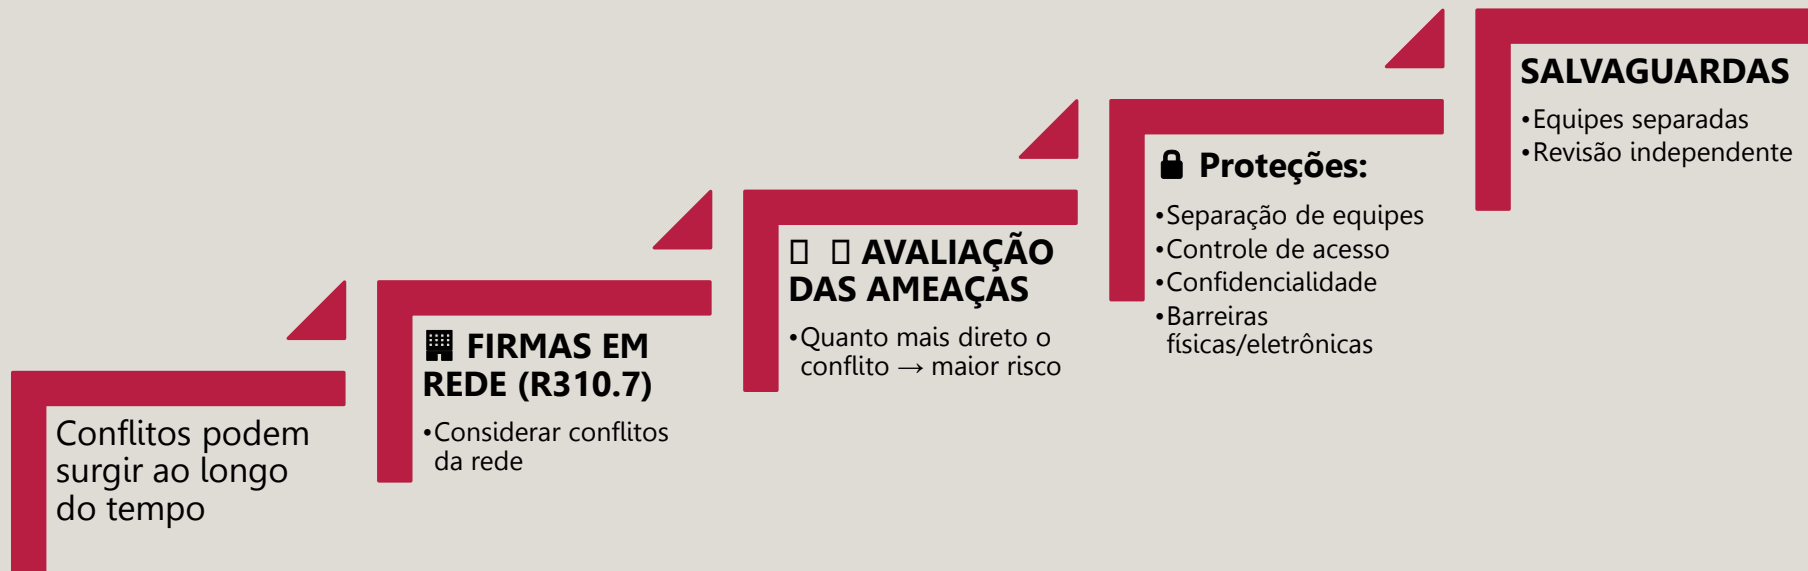 Conflitos podem
surgir ao longo
do tempo
FIRMAS EM
REDE (R310.7)
•Considerar conflitos
da rede
AVALIAÇÃO
DAS AMEAÇAS
•Quanto mais direto o
conflito → maior risco
Proteções:
•Separação de equipes
•Controle de acesso
•Confidencialidade
•Barreiras
físicas/eletrônicas
SALVAGUARDAS
•Equipes separadas
•Revisão independente